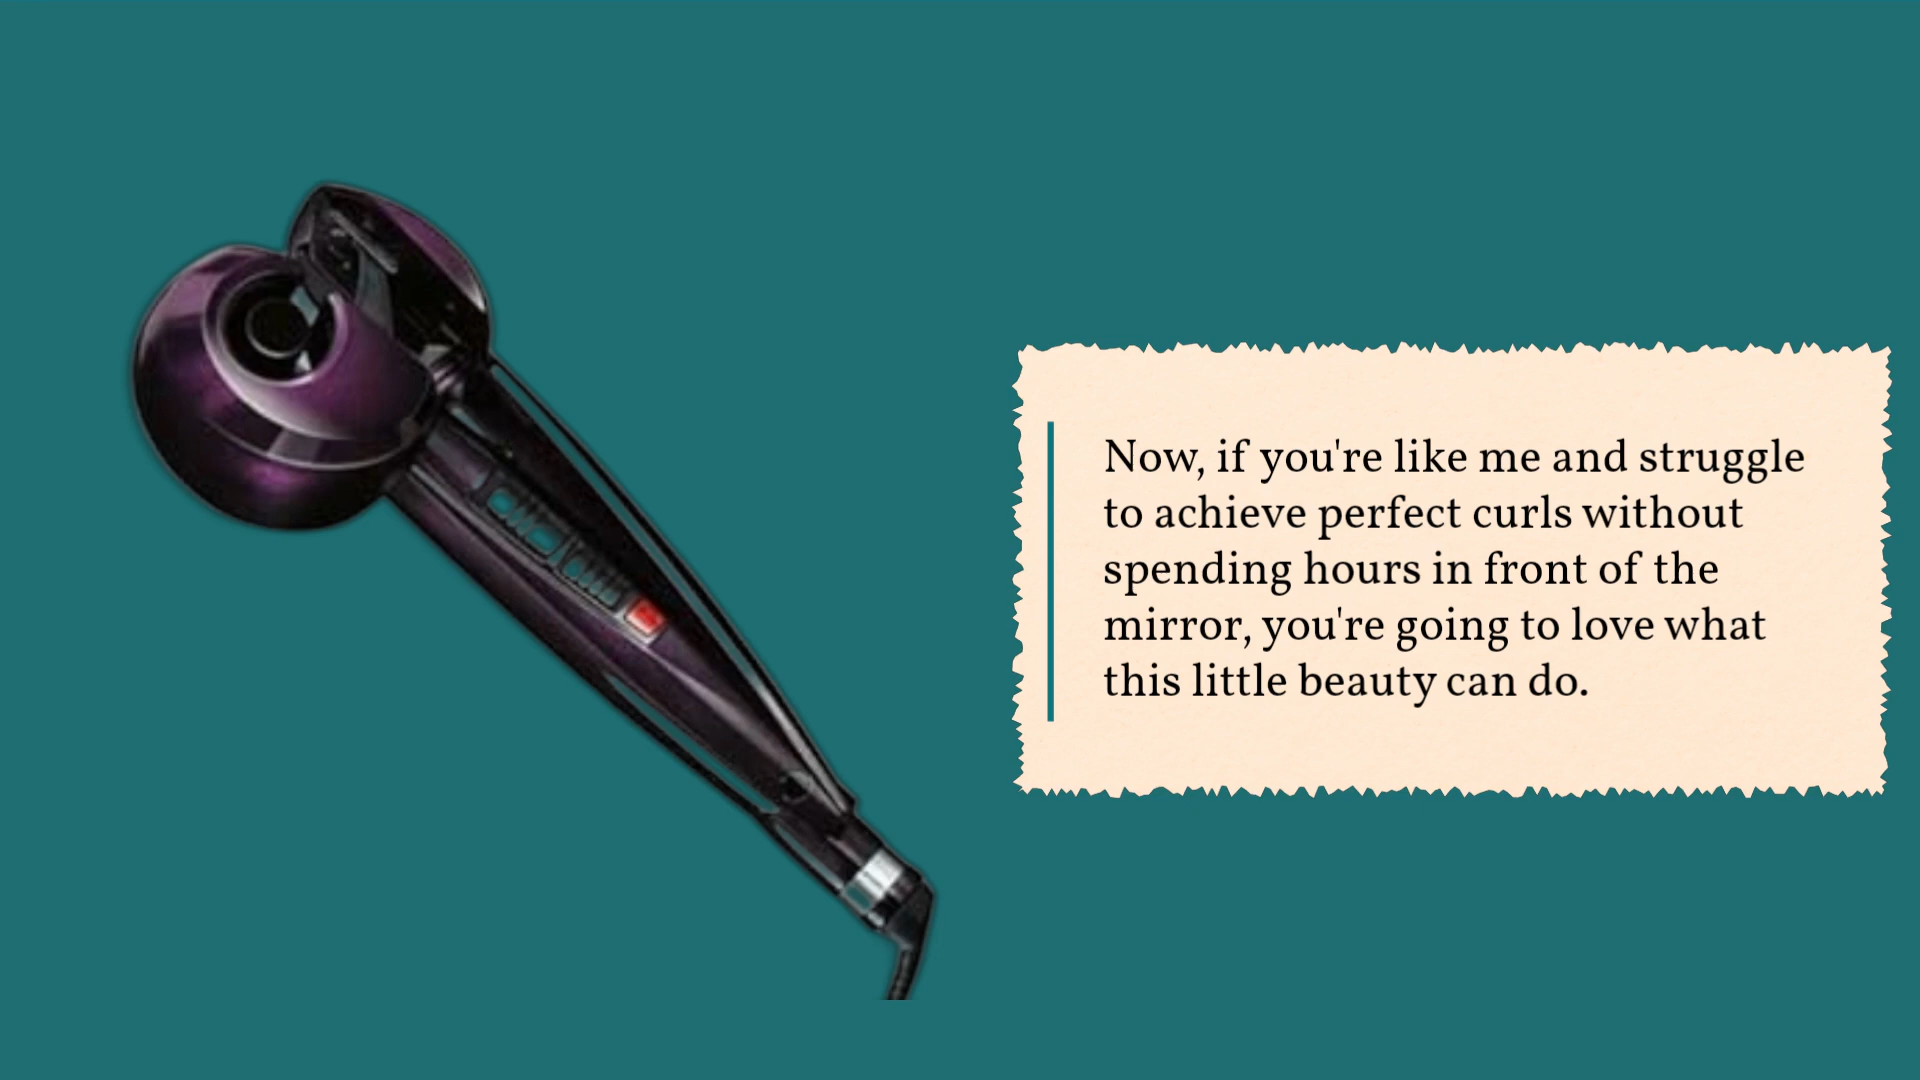 Now, if you're like me and struggle
to achieve perfect curls without
spending hours in front of the
mirror, you're going to love what
this little beauty can do.